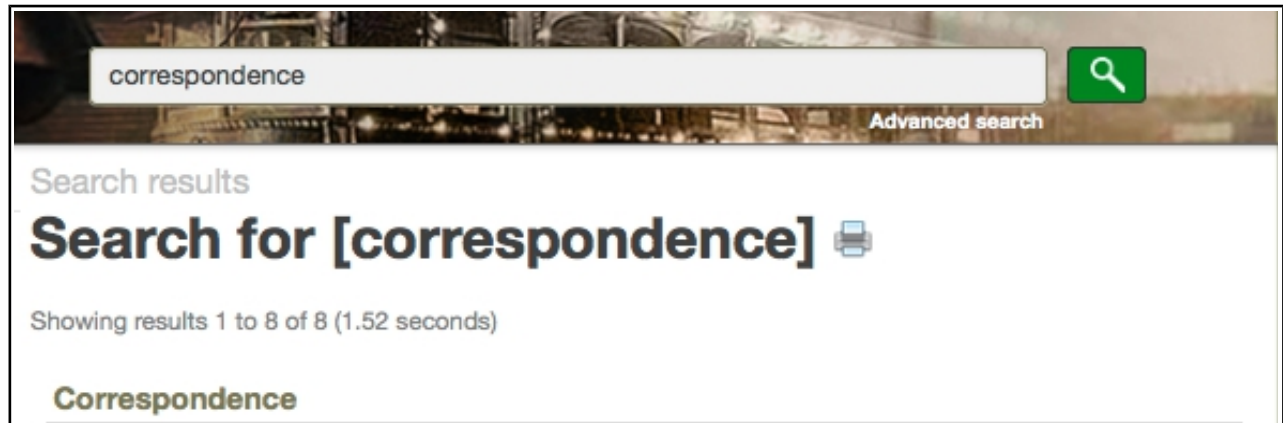 correspondence
Advanced search
Search results
Search for [correspondence]
Showing results 1 to 8 of 8 (1.52 seconds)
Correspondence